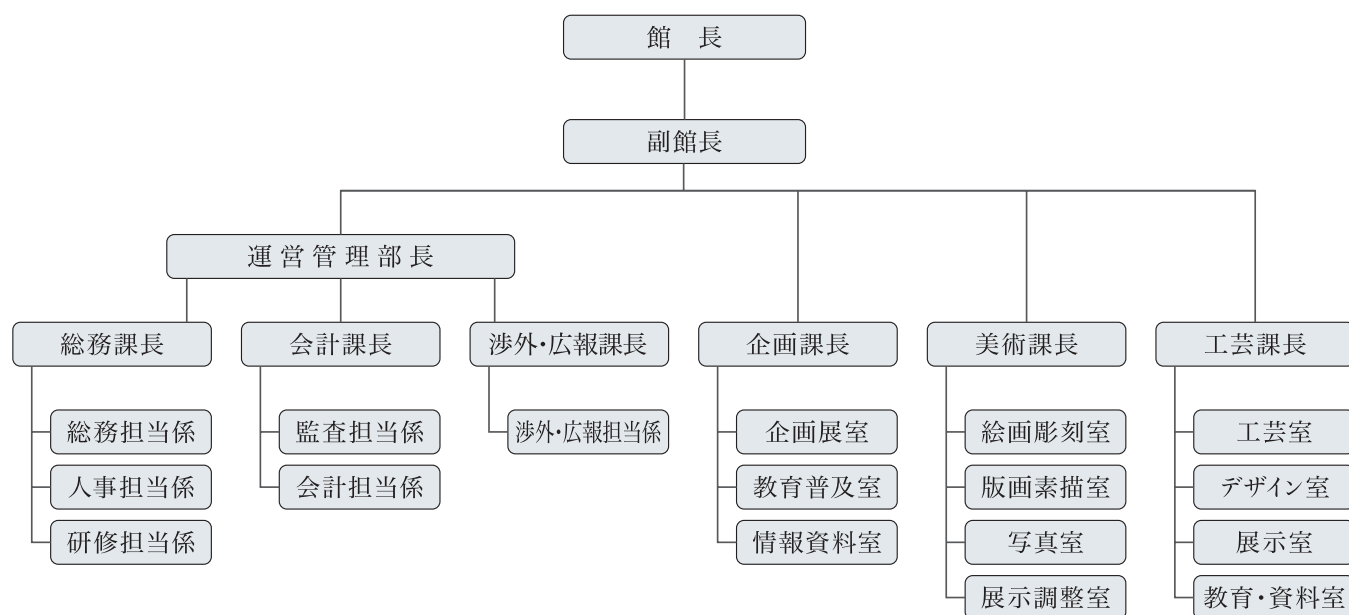 館　長
副館長
運営管理部長
総務課長
会計課長
渉外・広報課長
企画課長
美術課長
工芸課長
総務担当係
人事担当係
研修担当係
監査担当係
会計担当係
渉外・広報担当係
企画展室
教育普及室
情報資料室
絵画彫刻室
版画素描室
写真室
展示調整室
工芸室
デザイン室
展示室
教育・資料室